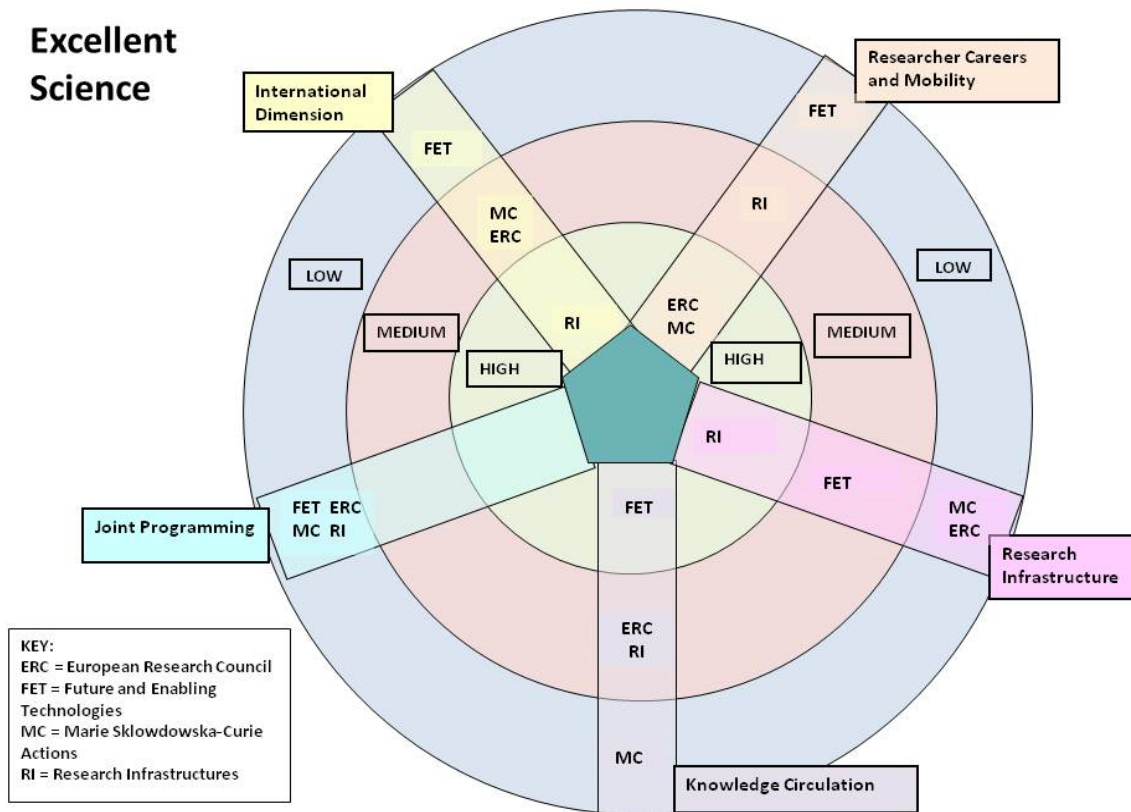 Excellent
Science
International
Dimension
Researcher Careers
and Mobility
FET
FET
MC
ERC
RI
LOW
LOW
RI
ERC
MC
MEDIUM
MEDIUM
HIGH
HIGH
RI
FET
MC
ERC
Joint Programming
FET ERC
MC RI
FET
Research
Infrastructure
ERC
RI
MC
Knowledge Circulation
KEY:
ERC = European Research Council
FET = Future and Enabling
Technologies
MC = Marie Sklowdowska-Curie
Actions
RI = Research Infrastructures